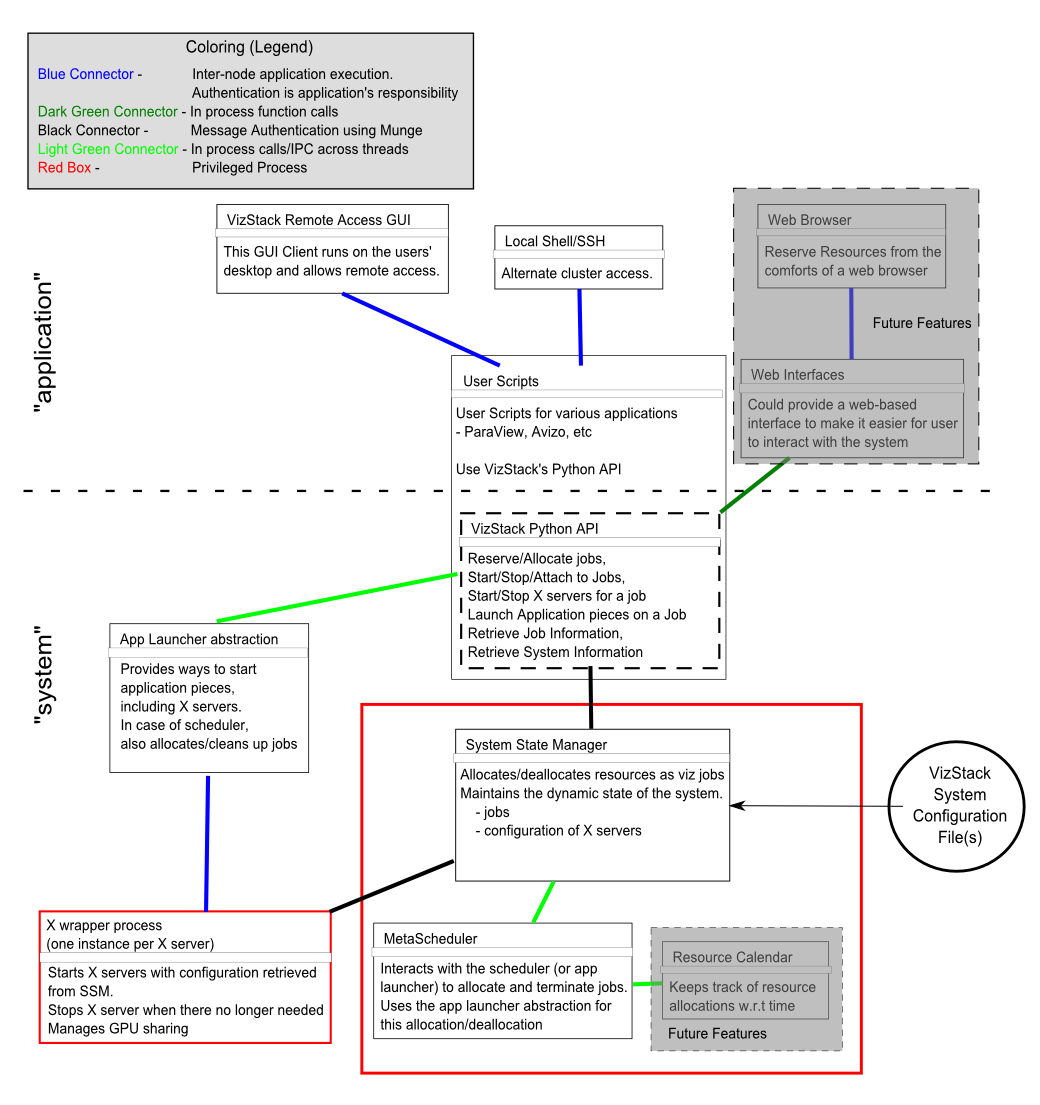 Coloring (Legend)
Blue Connector - Inter-node application execution.
Authentication is application's responsibility
Dark Green Connector - In process function calls
Black Connector - Message Authentication using Munge
Light Green Connector - In process calls/IPC across threads
Red Box - Privileged Process
"application"
VizStack Remote Access GUI
This GUI Client runs on the users'
desktop and allows remote access.
Local Shell/SSH
Alternate cluster access.
Web Browser
Reserve Resources from the
comforts of a web browser
Future Features
Web Interfaces
Could provide a web-based
interface to make it easier for user
to interact with the system
User Scripts
User Scripts for various applications
- ParaView, Avizo, etc
Use VizStack's Python API
"system"
VizStack Python API
Reserve/Allocate jobs,
Start/Stop/Attach to Jobs,
Start/Stop X servers for a job
Launch Application pieces on a Job
Retrieve Job Information,
Retrieve System Information
App Launcher abstraction
Provides ways to start
application pieces,
including X servers.
In case of scheduler,
also allocates/cleans up jobs
System State Manager
Allocates/deallocates resources as viz jobs
Maintains the dynamic state of the system.
- jobs
- configuration of X servers
VizStack
System
Configuration
File(s)
X wrapper process
(one instance per X server)
Starts X servers with configuration retrieved
from SSM.
Stops X server when there no longer needed
Manages GPU sharing
MetaScheduler
Interacts with the scheduler (or app
launcher) to allocate and terminate jobs.
Uses the app launcher abstraction for
this allocation/deallocation
Resource Calendar
Keeps track of resource
allocations w.r.t time
Future Features